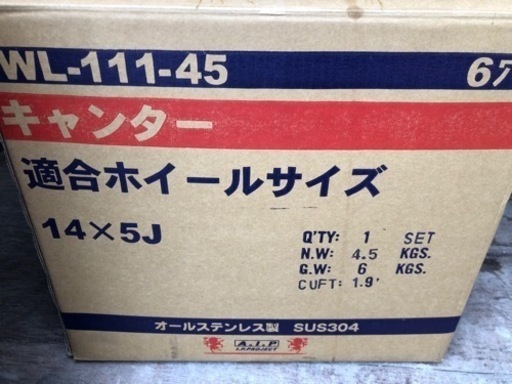 WL-111-45 6穴
キャンター
適合ホイールサイズ
14×5J
Q'TY: 1 SET
N.W: 4.5 KGS.
G.W: 6 KGS.
CUFT: 1.9'
オールステンレス製 SUS304
A.I.P